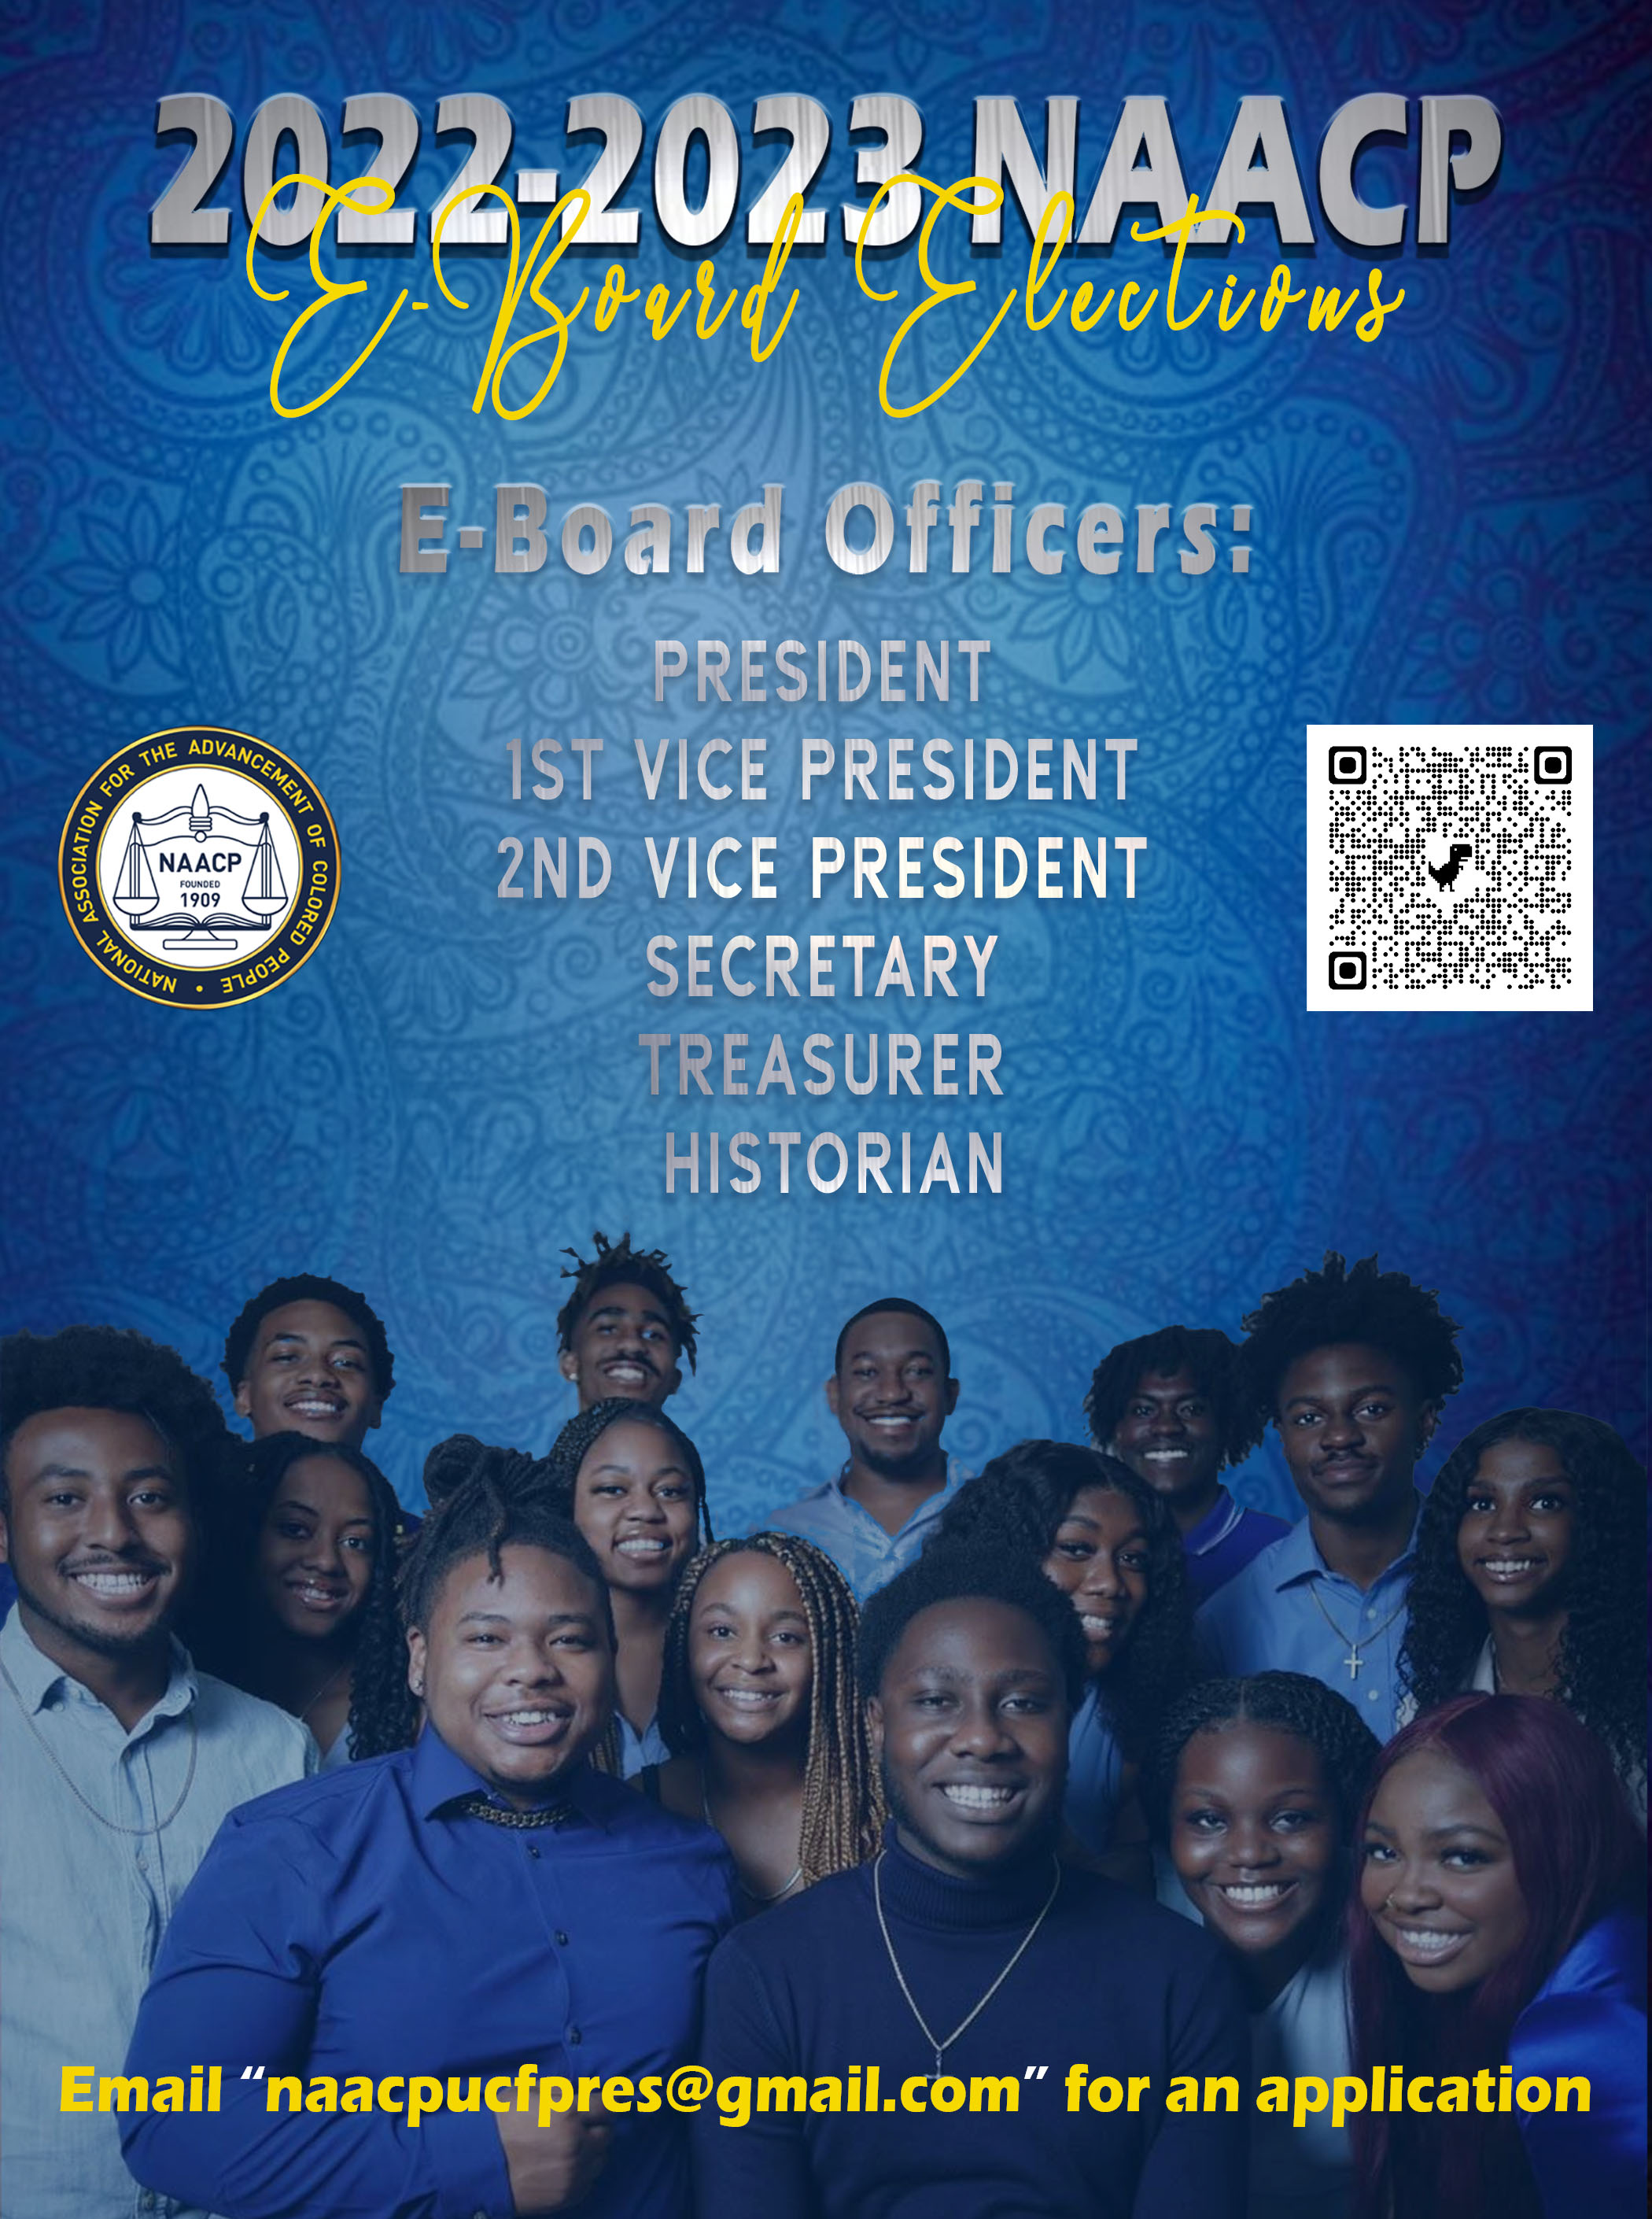 2022-2023 NAACP
E-Board Elections
E-Board Officers:
PRESIDENT
1ST VICE PRESIDENT
2ND VICE PRESIDENT
SECRETARY
TREASURER
HISTORIAN
NATIONAL ASSOCIATION FOR THE ADVANCEMENT OF COLORED PEOPLE •
NAACP
FOUNDED
1909
Email “naacpucfpres@gmail.com” for an application